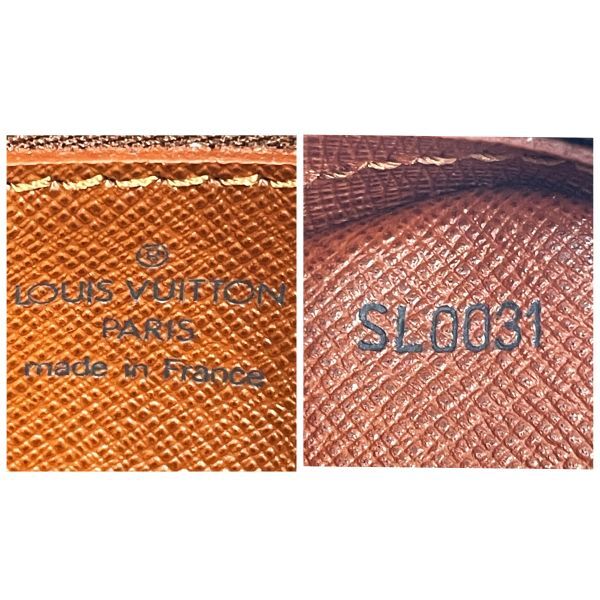 ®
LOUIS VUITTON
PARIS
made in France
SL0031